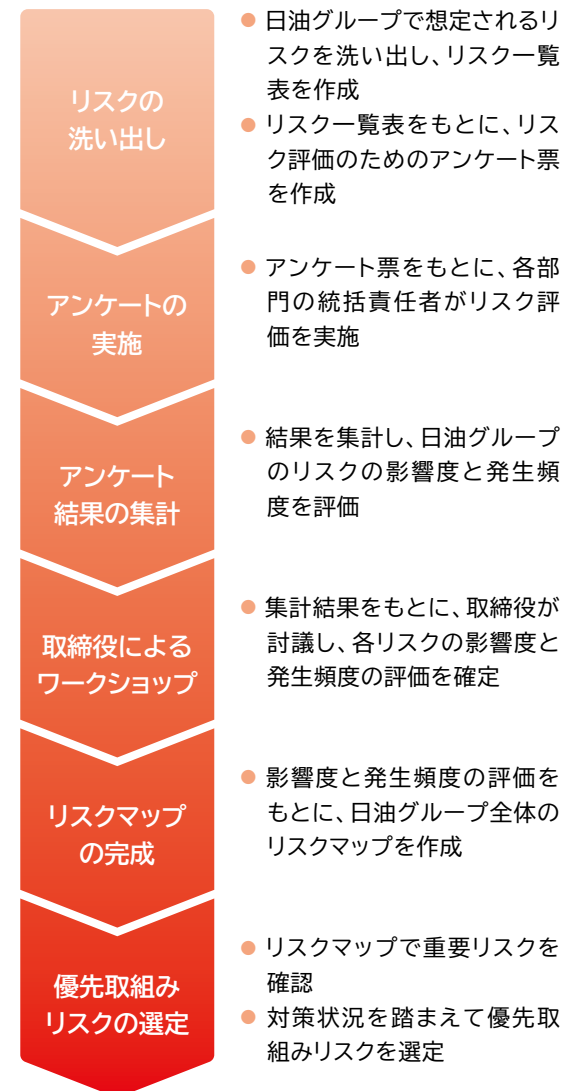 リスクの
洗い出し
● 日油グループで想定されるリ
スクを洗い出し、リスク一覧
表を作成
● リスク一覧表をもとに、リス
ク評価のためのアンケート票
を作成
アンケートの
実施
● アンケート票をもとに、各部
門の統括責任者がリスク評
価を実施
アンケート
結果の集計
● 結果を集計し、日油グループ
のリスクの影響度と発生頻
度を評価
取締役による
ワークショップ
● 集計結果をもとに、取締役が
討議し、各リスクの影響度と
発生頻度の評価を確定
リスクマップ
の完成
● 影響度と発生頻度の評価を
もとに、日油グループ全体の
リスクマップを作成
優先取組み
リスクの選定
● リスクマップで重要リスクを
確認
● 対策状況を踏まえて優先取
組みリスクを選定